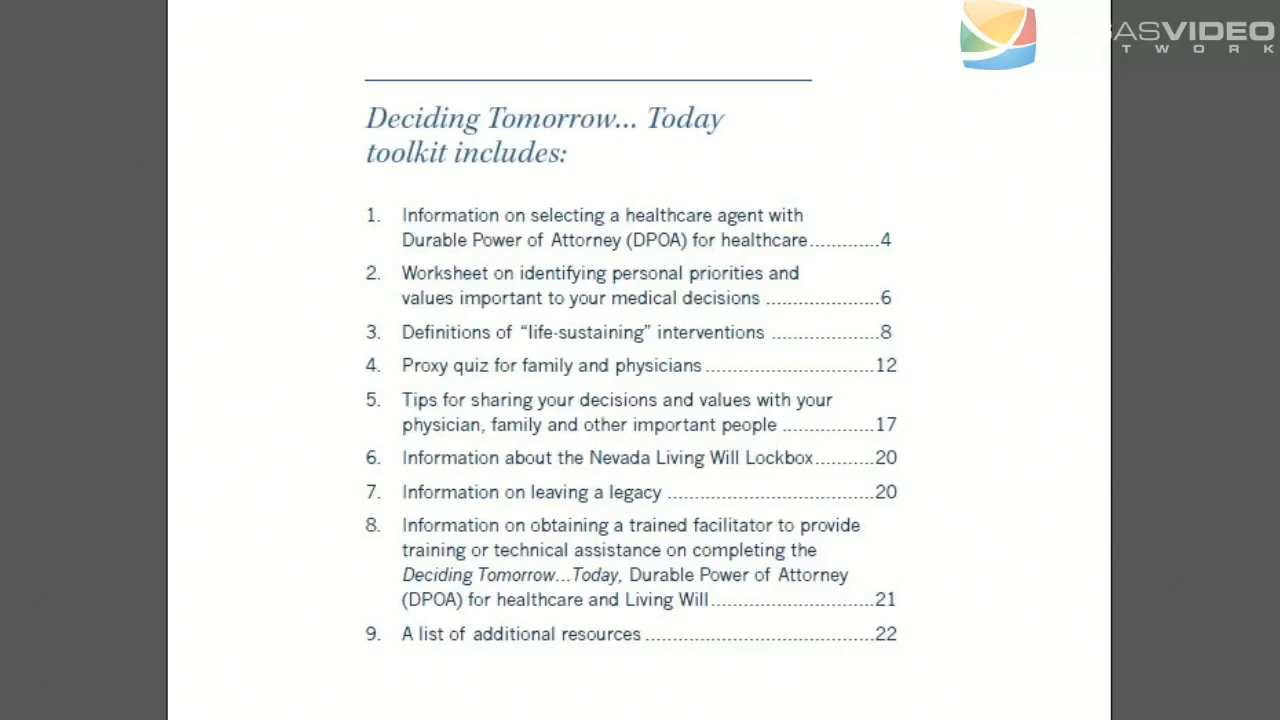 ASVIDEO
T W O R K
Deciding Tomorrow... Today
toolkit includes:
1. Information on selecting a healthcare agent with
Durable Power of Attorney (DPOA) for healthcare.............4
2. Worksheet on identifying personal priorities and
values important to your medical decisions .....................6
3. Definitions of “life-sustaining” interventions ....................8
4. Proxy quiz for family and physicians ................................12
5. Tips for sharing your decisions and values with your
physician, family and other important people .................17
6. Information about the Nevada Living Will Lockbox...........20
7. Information on leaving a legacy .......................................20
8. Information on obtaining a trained facilitator to provide
training or technical assistance on completing the
Deciding Tomorrow...Today, Durable Power of Attorney
(DPOA) for healthcare and Living Will...............................21
9. A list of additional resources ...........................................22